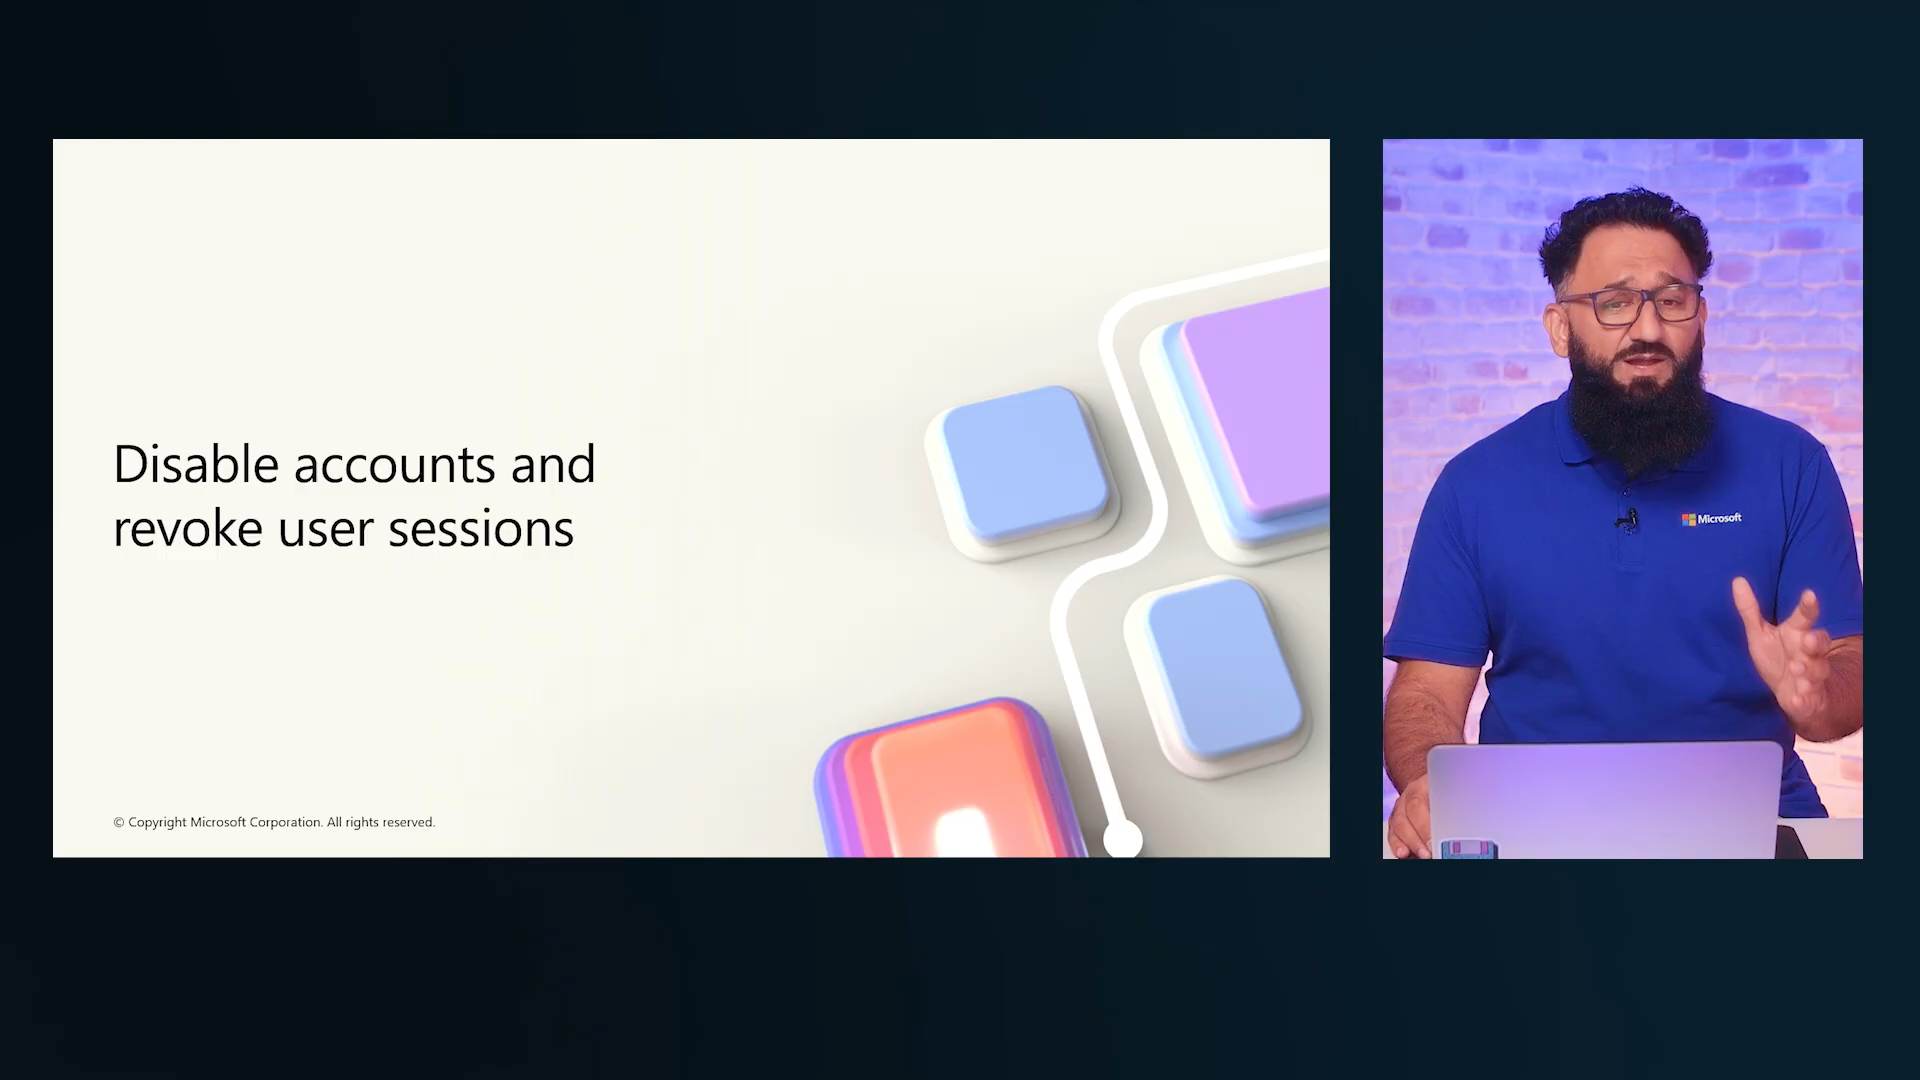 Disable accounts and
revoke user sessions
© Copyright Microsoft Corporation. All rights reserved.
Microsoft